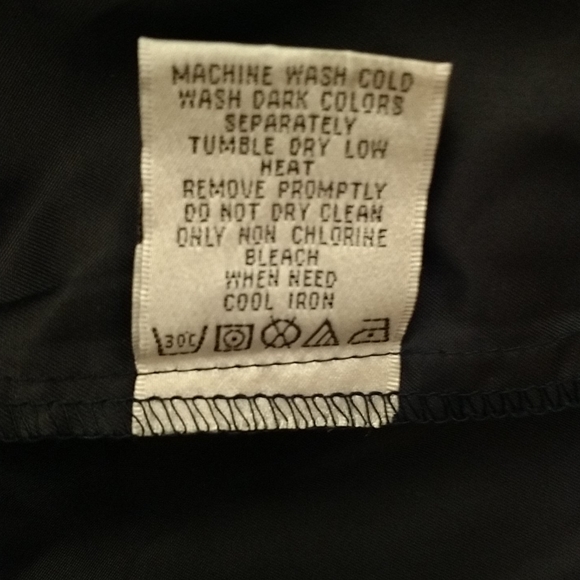 MACHINE WASH COLD
WASH DARK COLORS
SEPARATELY
TUMBLE DRY LOW
HEAT
REMOVE PROMPTLY
DO NOT DRY CLEAN
ONLY NON CHLORINE
BLEACH
WHEN NEED
COOL IRON
30°C